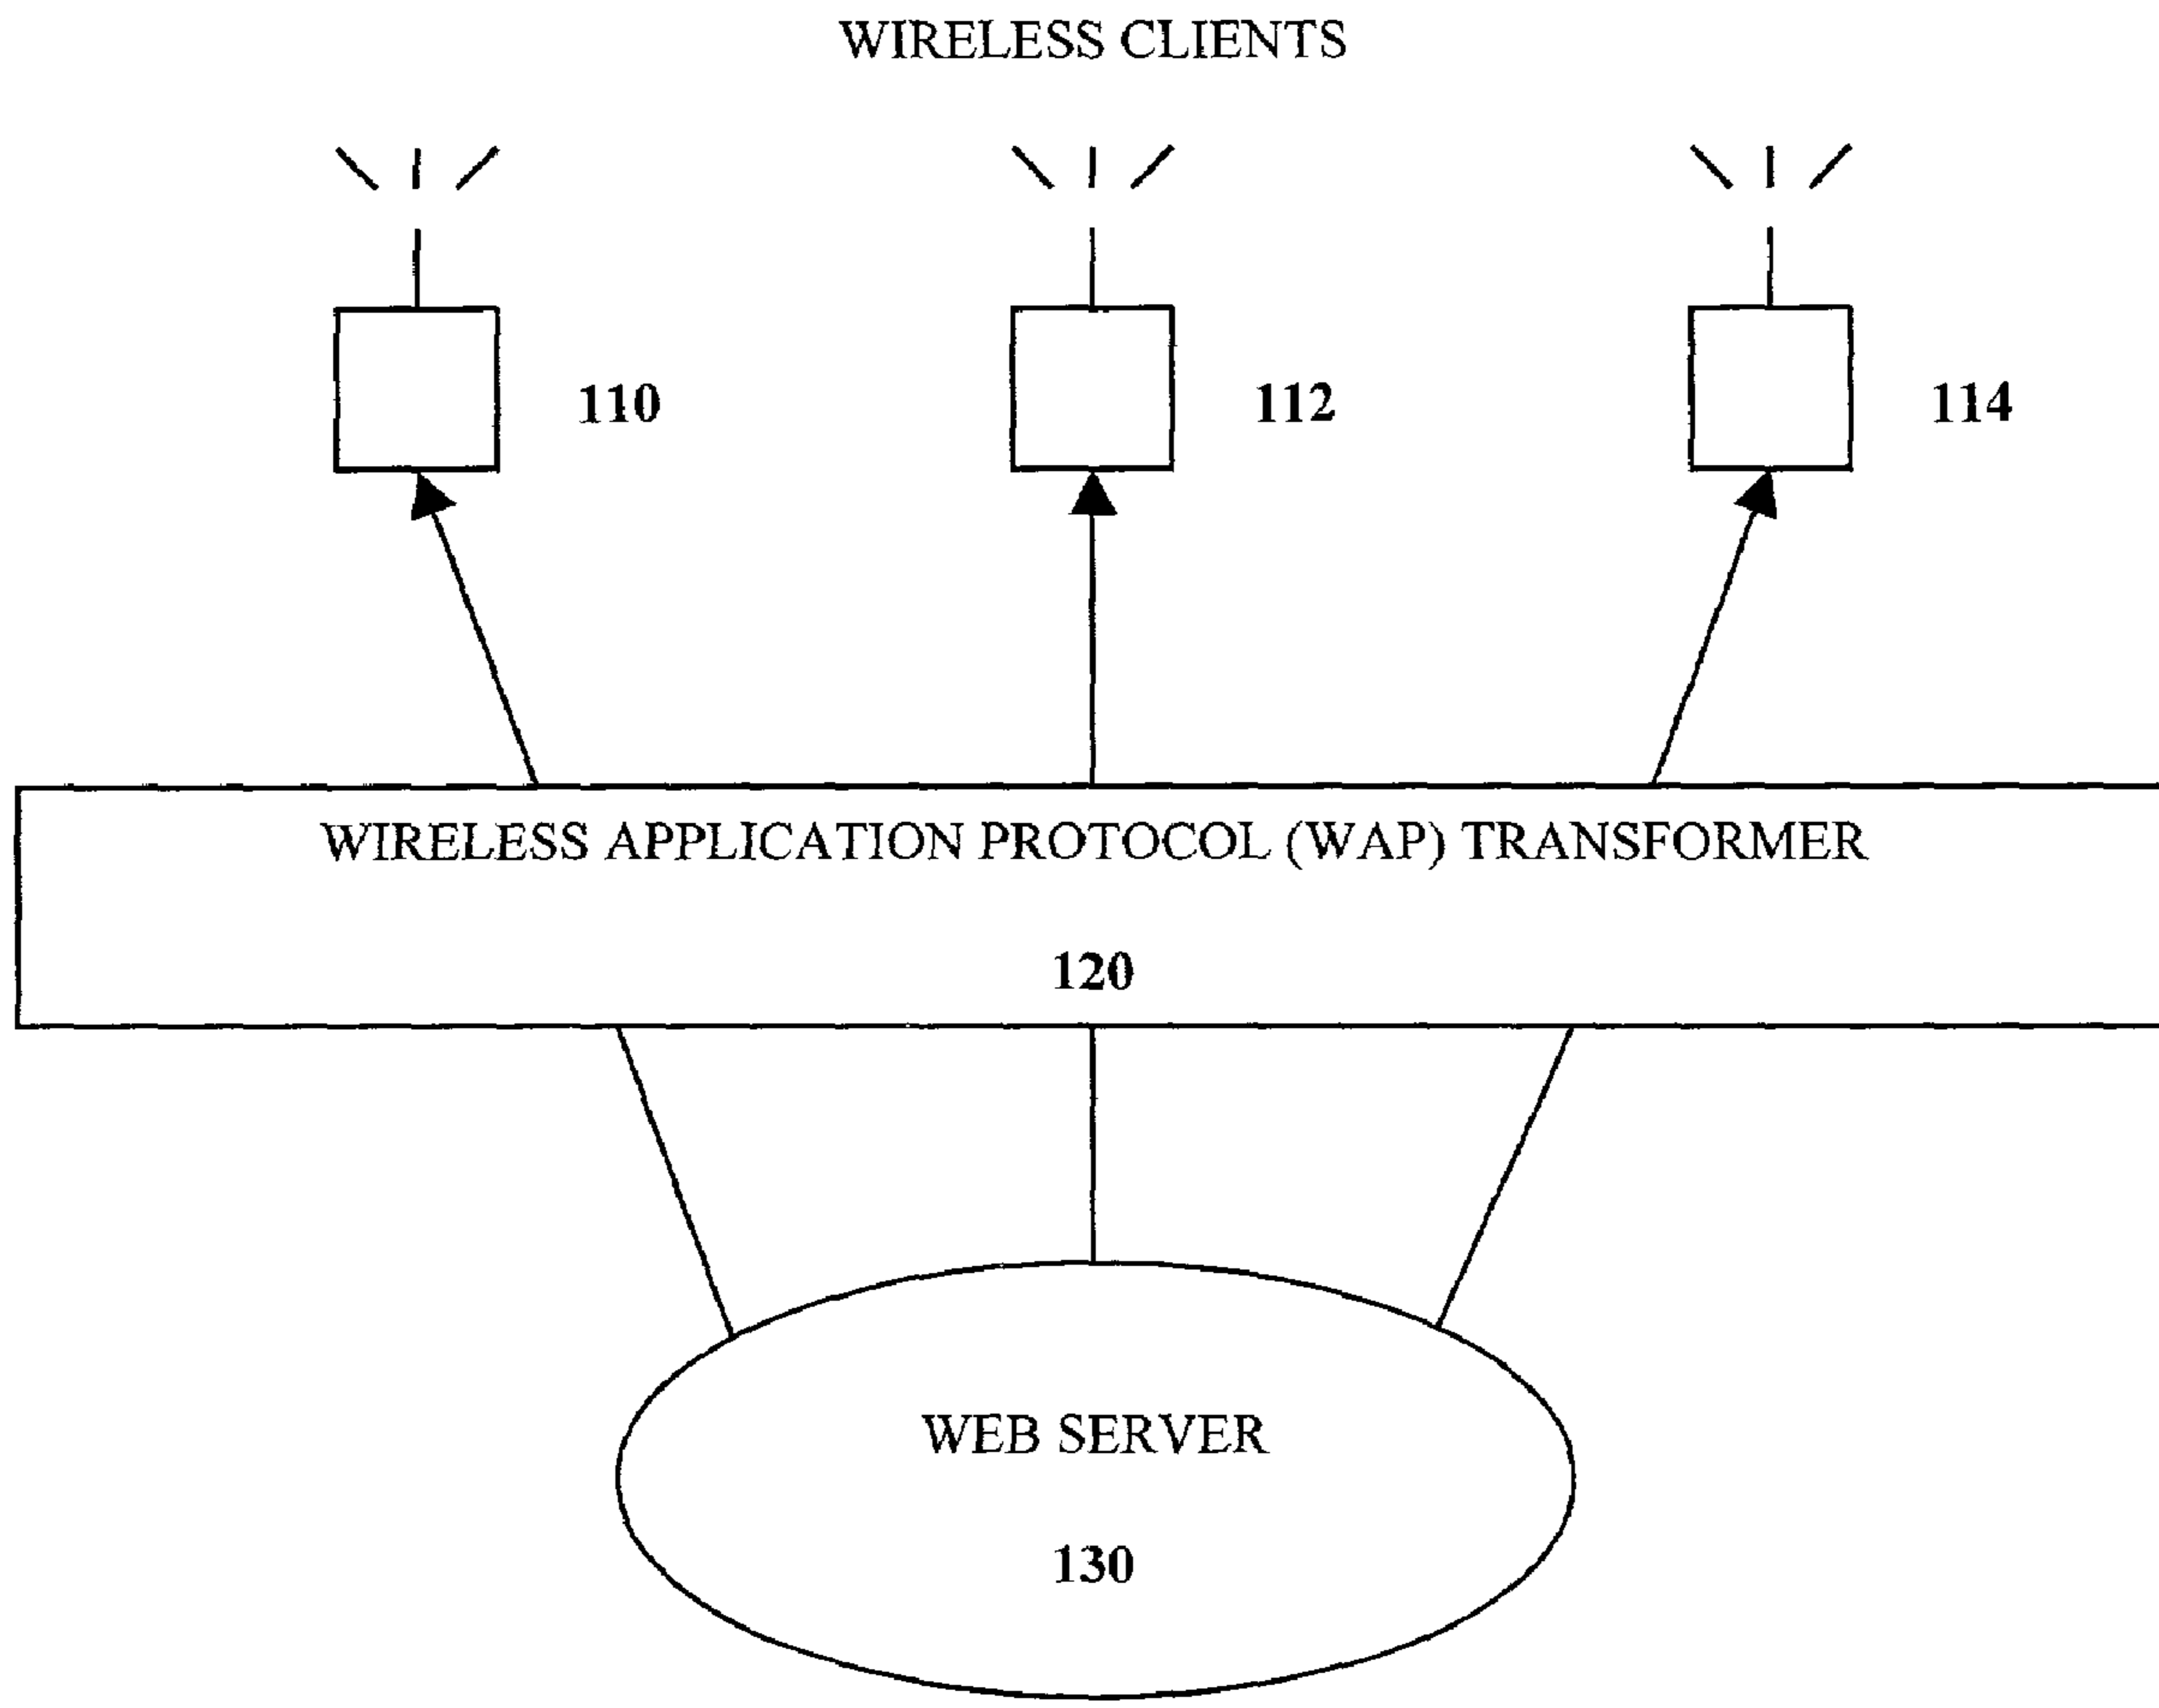 WIRELESS CLIENTS
110 112 114
WIRELESS APPLICATION PROTOCOL (WAP) TRANSFORMER
120
WEB SERVER
130